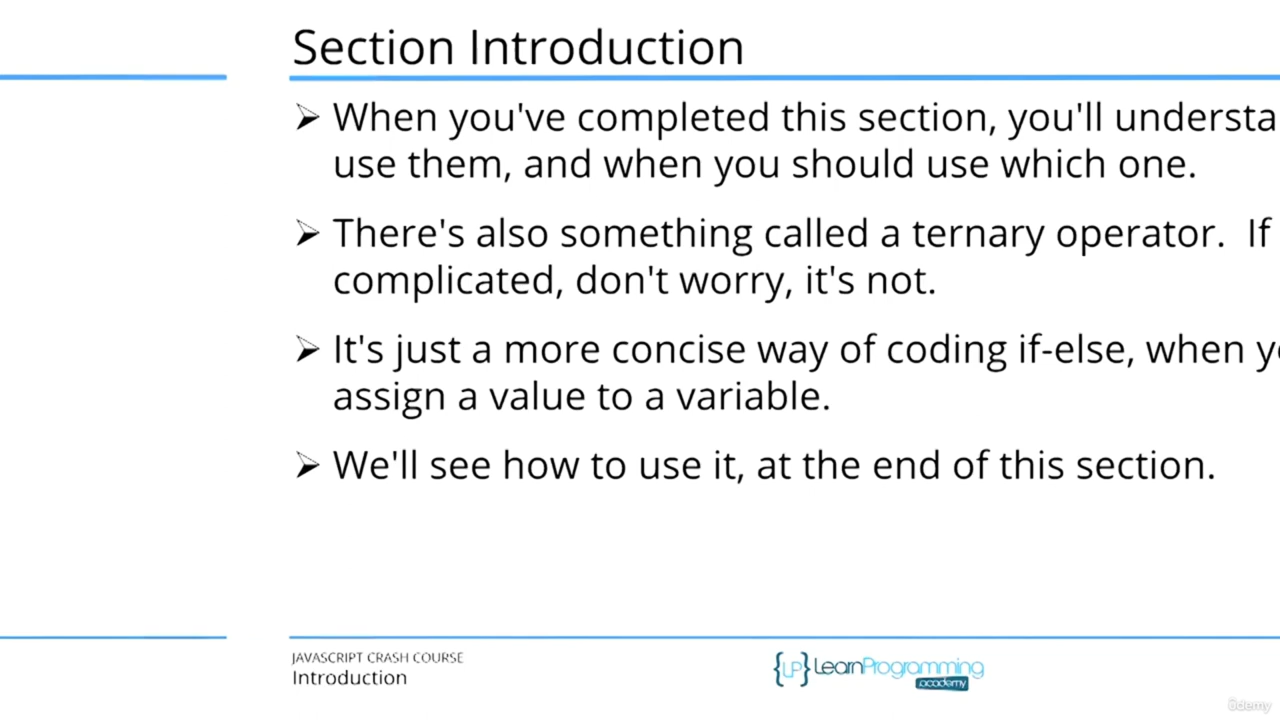 Section Introduction
When you've completed this section, you'll
use them, and when you should use which one.
There's also something called a ternary operator. If
complicated, don't worry, it's not.
It's just a more concise way of coding if-else, when
assign a value to a variable.
We'll see how to use it, at the end of this section.
JAVASCRIPT CRASH COURSE
Introduction
{LP} LearnProgramming
academy
ûdemy